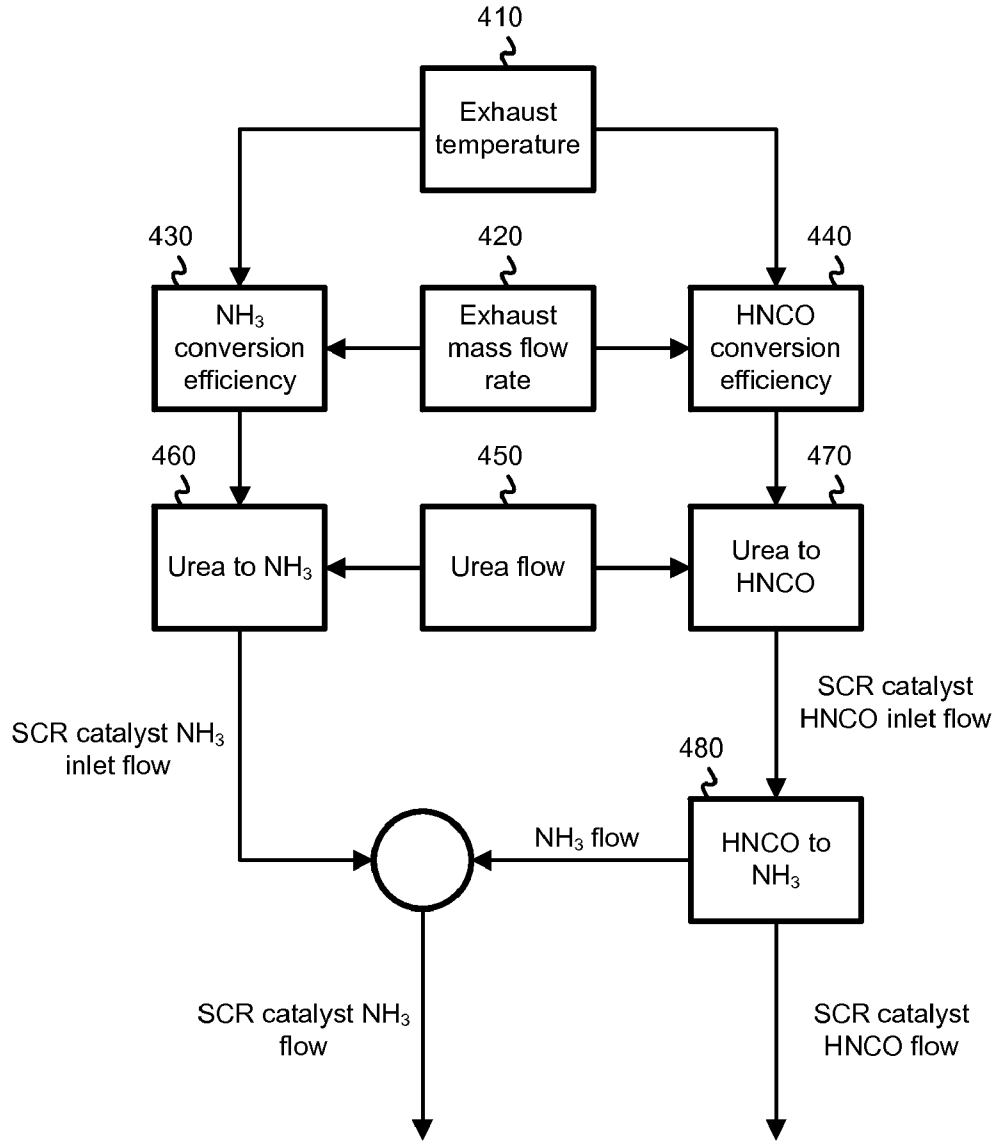 410
Exhaust
temperature
430
420
440
NH₃
conversion
efficiency
Exhaust
mass flow
rate
HNCO
conversion
efficiency
460
450
470
Urea to NH₃
Urea flow
Urea to
HNCO
SCR catalyst NH₃
inlet flow
SCR catalyst
HNCO inlet flow
480
NH₃ flow
HNCO to
NH₃
SCR catalyst NH₃
flow
SCR catalyst
HNCO flow